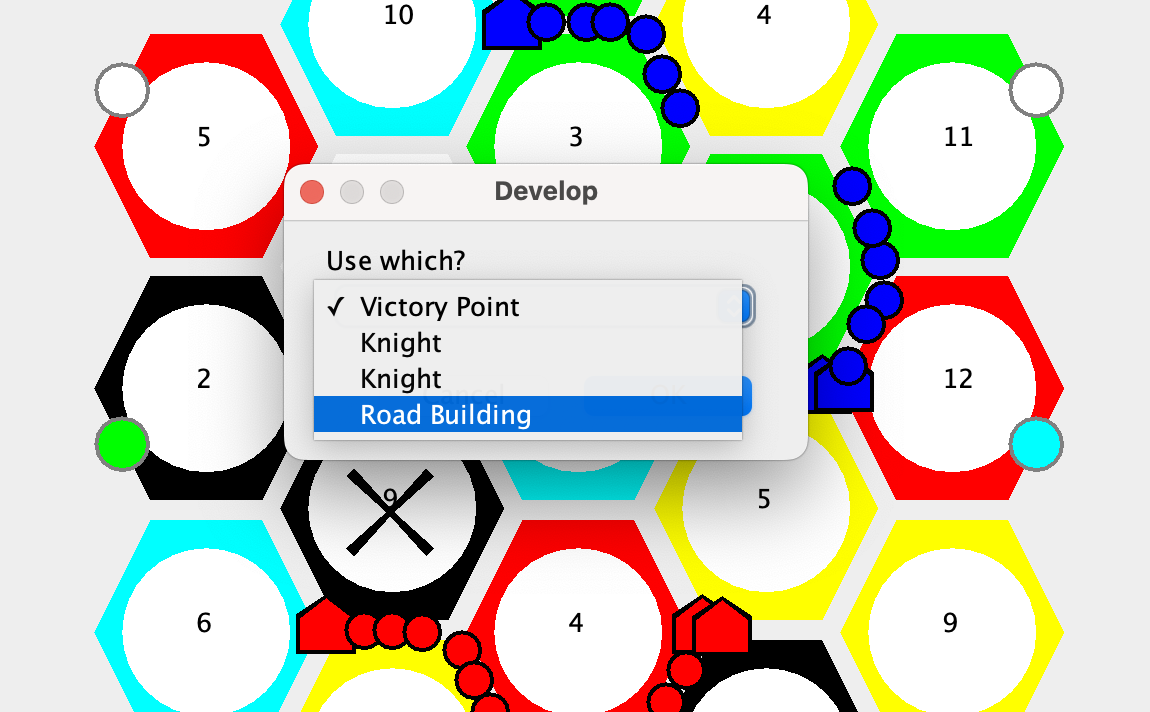 10
4
5
3
11
Develop
Use which?
✓ Victory Point
Knight
Knight
Road Building
2
12
9
5
6
4
9